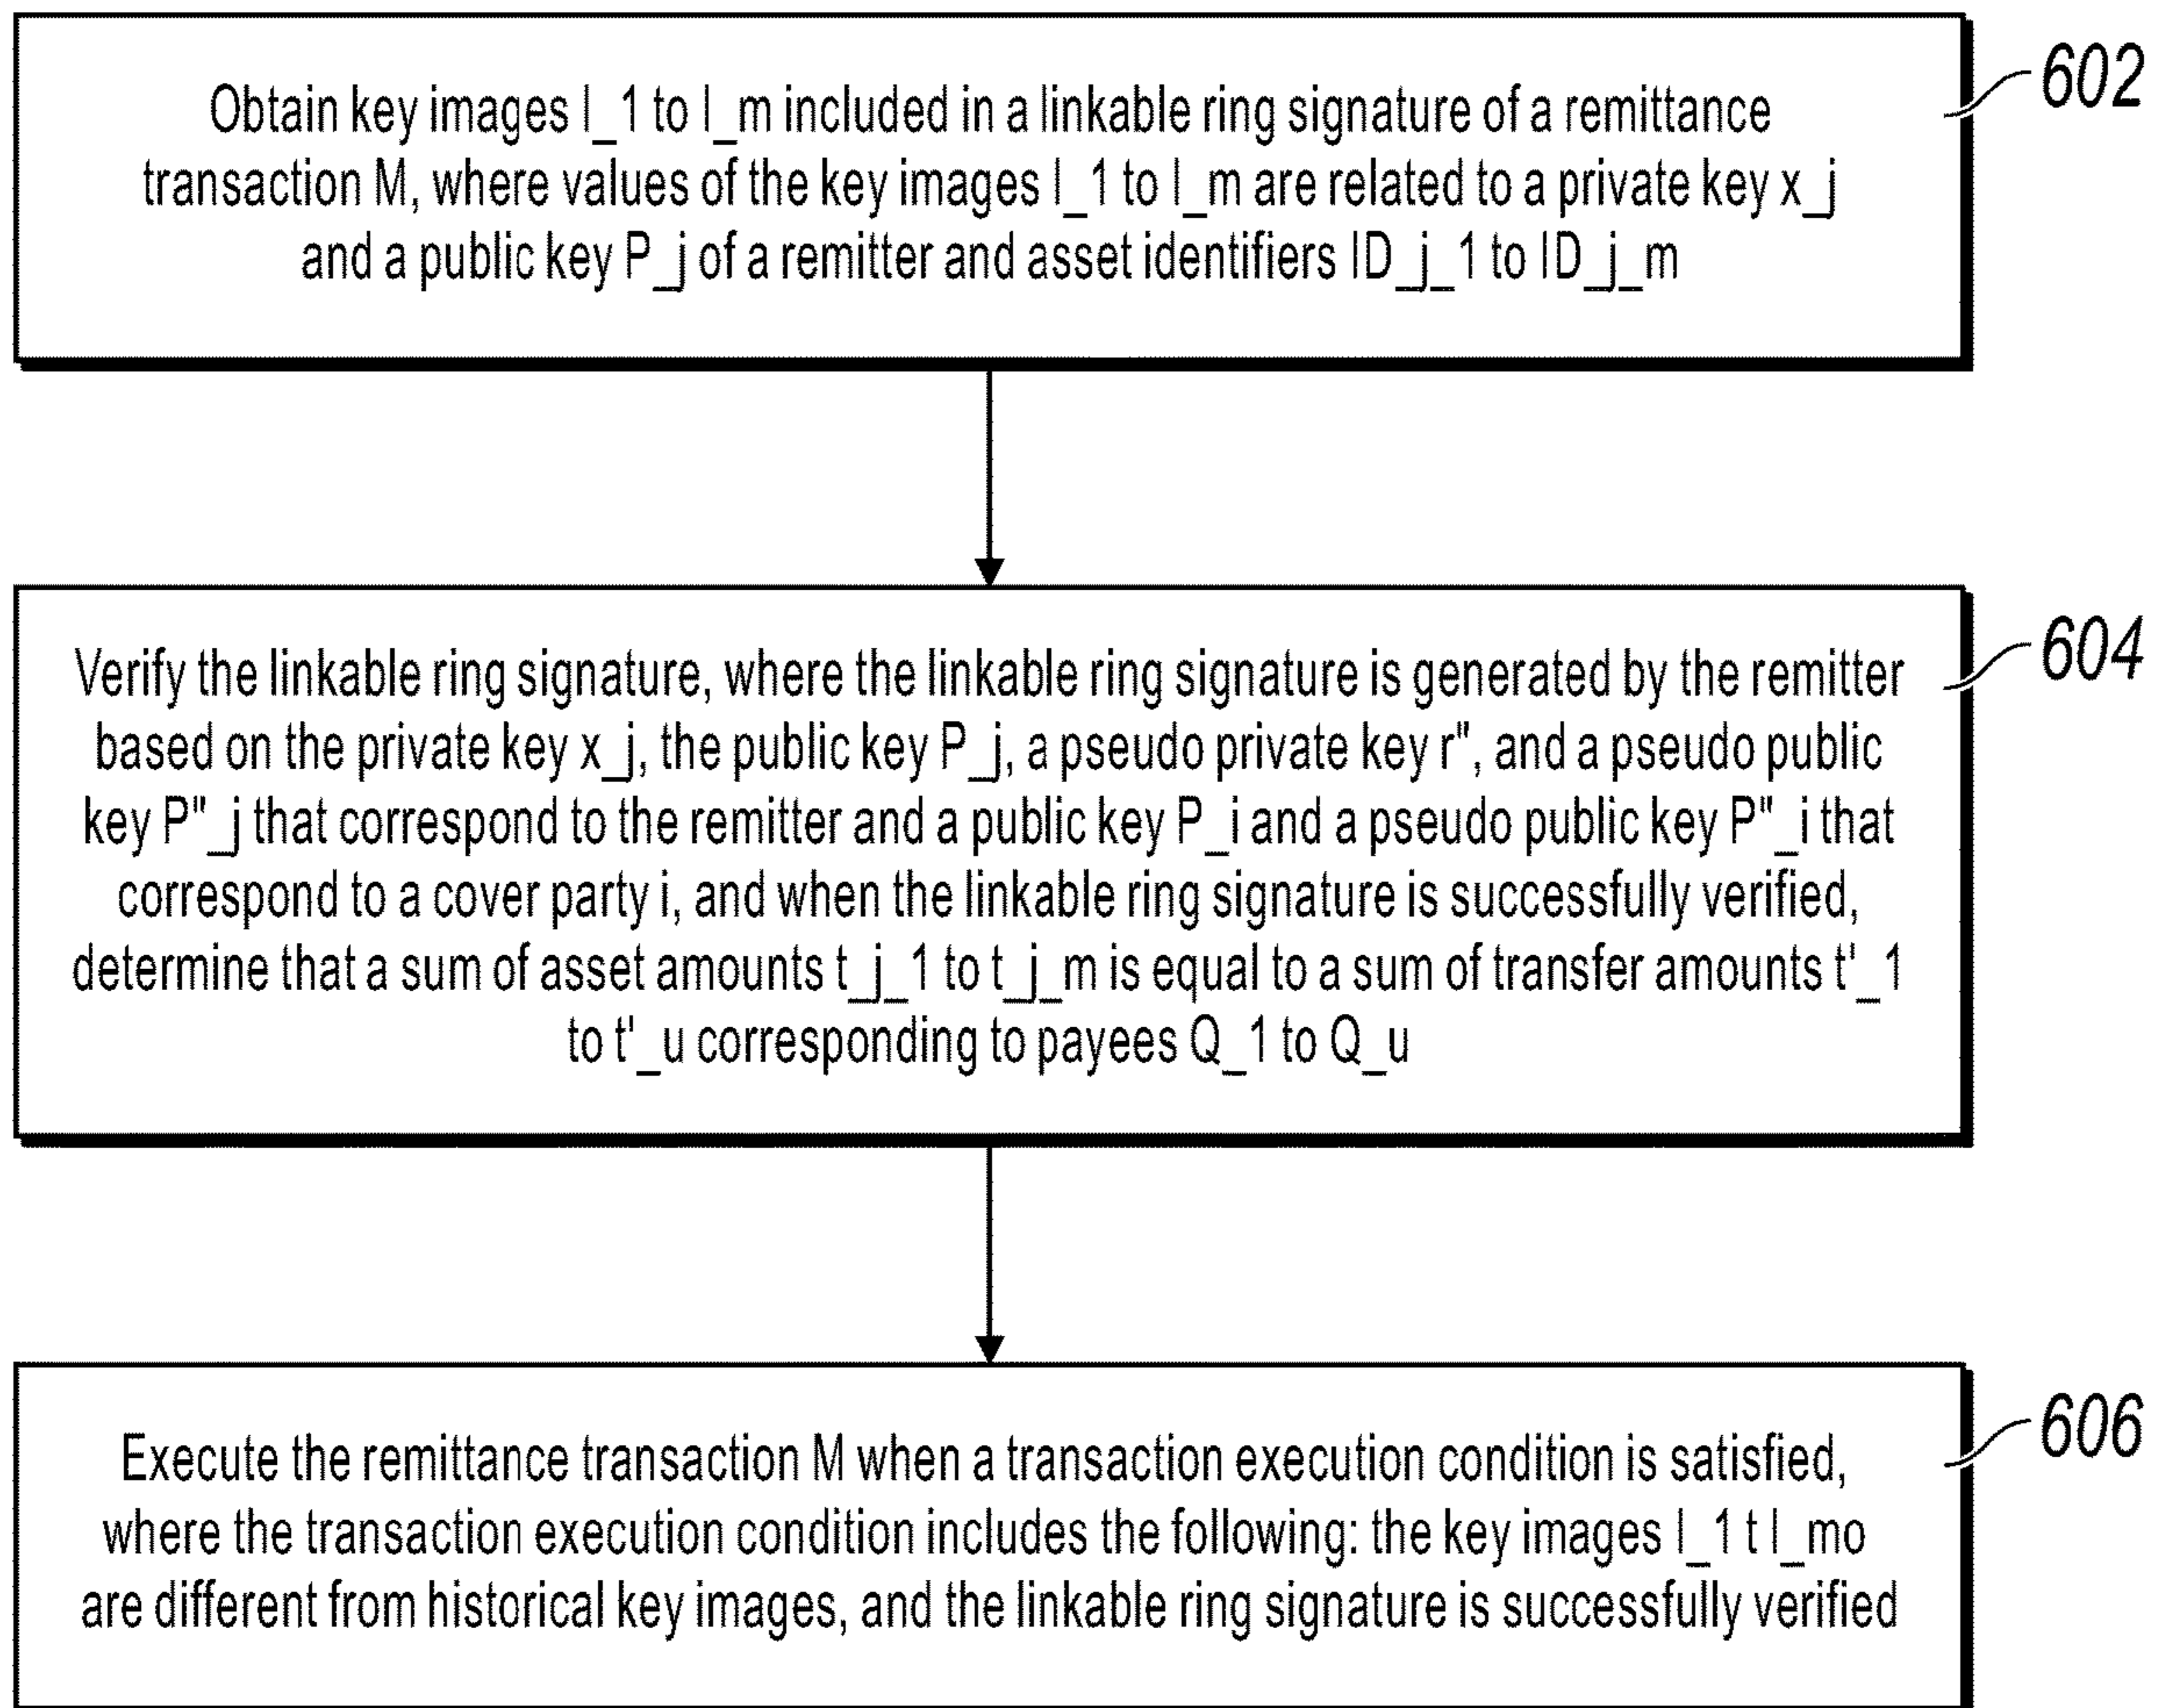 Obtain key images I_1 to I_m included in a linkable ring signature of a remittance
transaction M, where values of the key images I_1 to I_m are related to a private key x_j
and a public key P_j of a remitter and asset identifiers ID_j_1 to ID_j_m
602
Verify the linkable ring signature, where the linkable ring signature is generated by the remitter
based on the private key x_j, the public key P_j, a pseudo private key r", and a pseudo public
key P"_j that correspond to the remitter and a public key P_i and a pseudo public key P"_i that
correspond to a cover party i, and when the linkable ring signature is successfully verified,
determine that a sum of asset amounts t_j_1 to t_j_m is equal to a sum of transfer amounts t'_1
to t'_u corresponding to payees Q_1 to Q_u
604
Execute the remittance transaction M when a transaction execution condition is satisfied,
where the transaction execution condition includes the following: the key images I_1 t I_mo
are different from historical key images, and the linkable ring signature is successfully verified
606